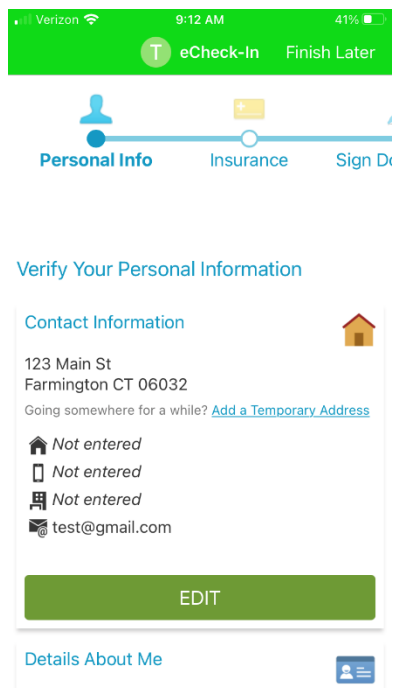 Verizon 9:12 AM 41%
T eCheck-In Finish Later
Personal Info Insurance Sign Do
Verify Your Personal Information
Contact Information
123 Main St
Farmington CT 06032
Going somewhere for a while? Add a Temporary Address
Not entered
Not entered
Not entered
test@gmail.com
EDIT
Details About Me